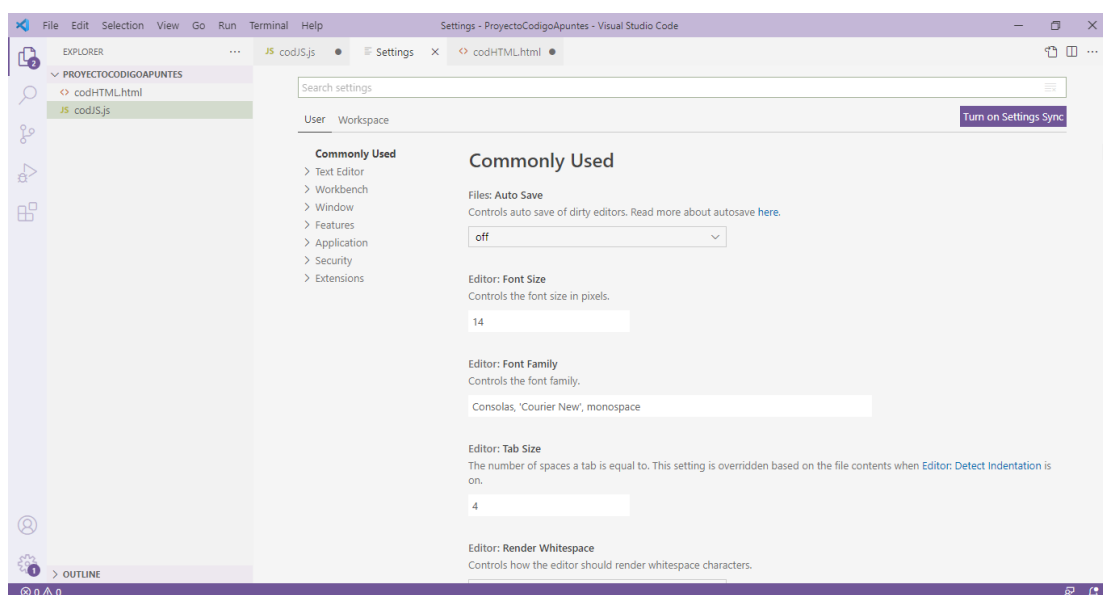 File Edit Selection View Go Run Terminal Help Settings - ProyectoCodigoApuntes - Visual Studio Code
EXPLORER ... JS codJS.js ● Settings × <> codHTML.html ● ...
2
PROYECTOCODIGOAPUNTES
<> codHTML.html
JS codJS.js
Search settings
User Workspace Turn on Settings Sync
Commonly Used
> Text Editor
> Workbench
> Window
> Features
> Application
> Security
> Extensions
Commonly Used
Files: Auto Save
Controls auto save of dirty editors. Read more about autosave here.
off
Editor: Font Size
Controls the font size in pixels.
14
Editor: Font Family
Controls the font family.
Consolas, 'Courier New', monospace
Editor: Tab Size
The number of spaces a tab is equal to. This setting is overridden based on the file contents when Editor: Detect Indentation is
on.
4
Editor: Render Whitespace
Controls how the editor should render whitespace characters.
1
> OUTLINE
0 0